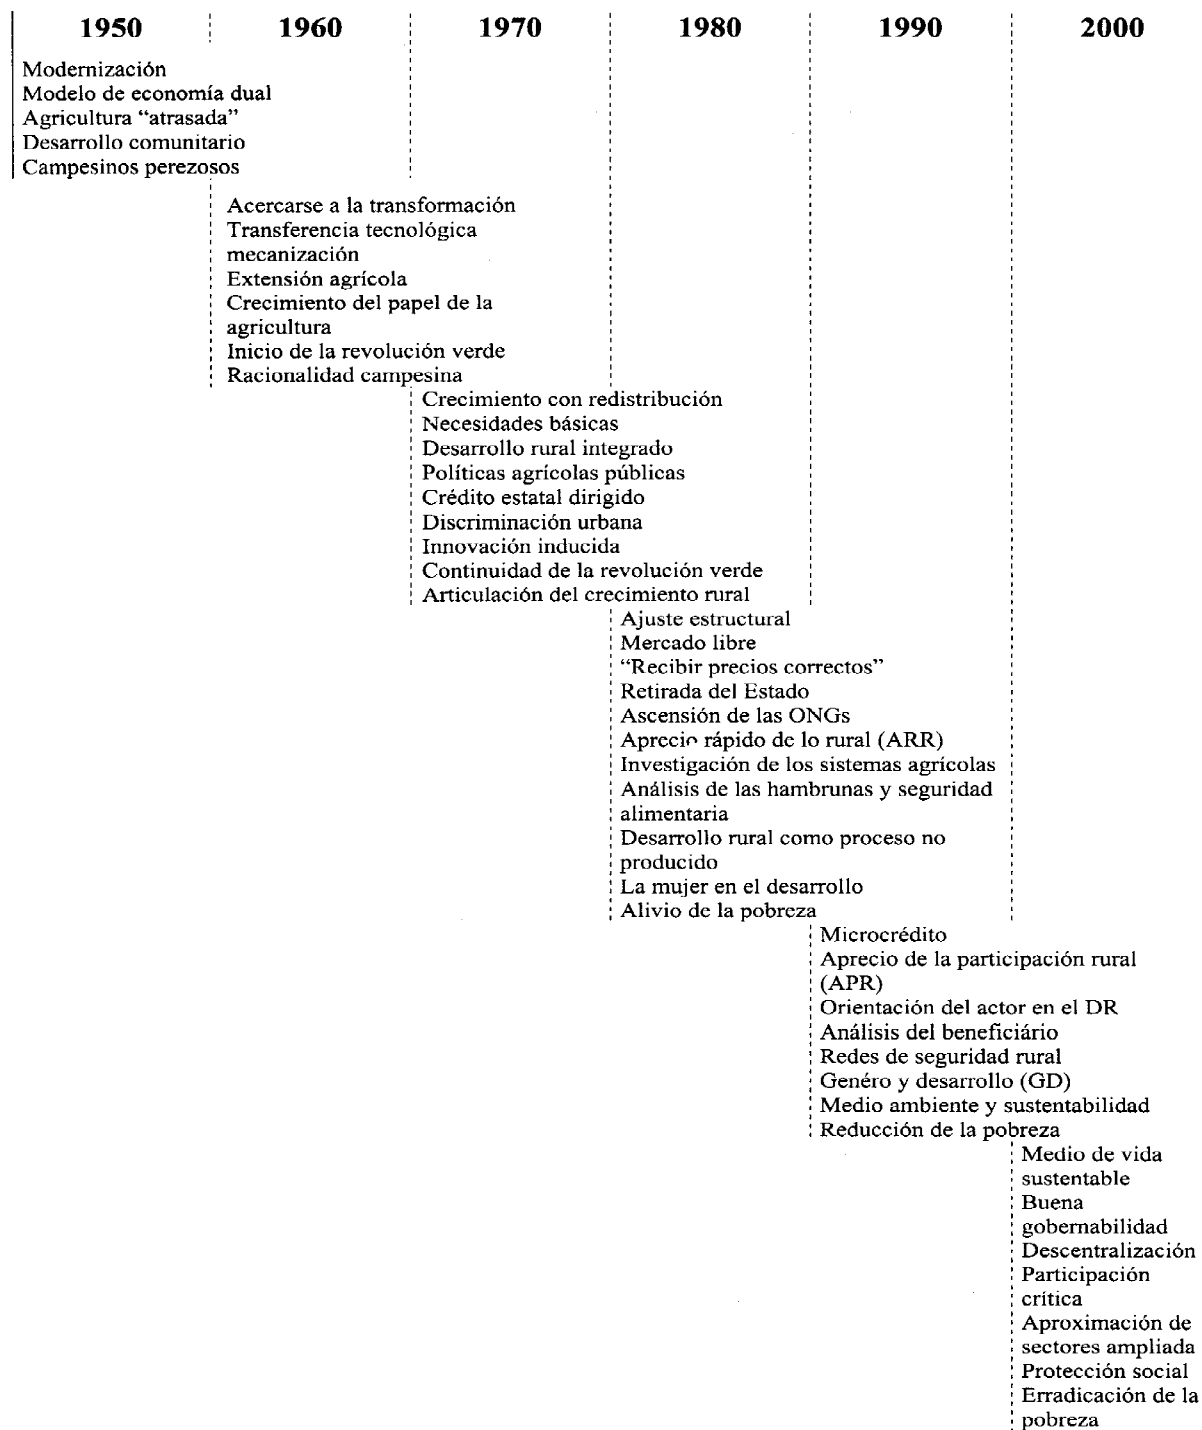 1950 1960 1970 1980 1990 2000
Modernización
Modelo de economía dual
Agricultura “atrasada”
Desarrollo comunitario
Campesinos perezosos
Acercarse a la transformación
Transferencia tecnológica
mecanización
Extensión agrícola
Crecimiento del papel de la
agricultura
Inicio de la revolución verde
Racionalidad campesina
Crecimiento con redistribución
Necesidades básicas
Desarrollo rural integrado
Políticas agrícolas públicas
Crédito estatal dirigido
Discriminación urbana
Innovación inducida
Continuidad de la revolución verde
Articulación del crecimiento rural
Ajuste estructural
Mercado libre
“Recibir precios correctos”
Retirada del Estado
Ascensión de las ONGs
Aprecio rápido de lo rural (ARR)
Investigación de los sistemas agrícolas
Análisis de las hambrunas y seguridad
alimentaria
Desarrollo rural como proceso no
producido
La mujer en el desarrollo
Alivio de la pobreza
Microcrédito
Aprecio de la participación rural
(APR)
Orientación del actor en el DR
Análisis del beneficiário
Redes de seguridad rural
Genéro y desarrollo (GD)
Medio ambiente y sustentabilidad
Reducción de la pobreza
Medio de vida
sustentable
Buena
gobernabilidad
Descentralización
Participación
crítica
Aproximación de
sectores ampliada
Protección social
Erradicación de la
pobreza